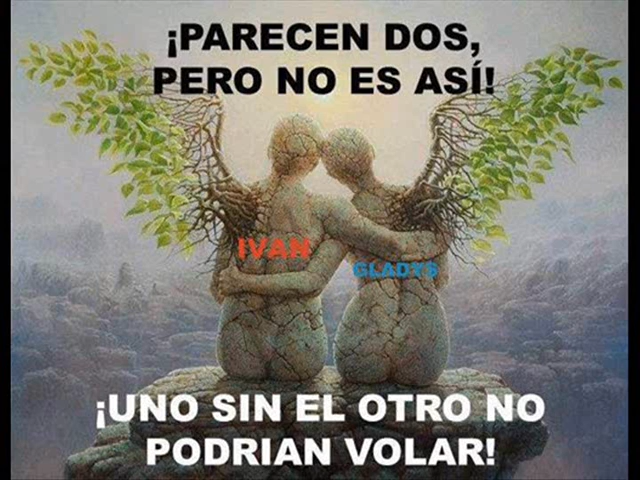 ¡PARECEN DOS,
PERO NO ES ASÍ!
IVAN
GLADYS
¡UNO SIN EL OTRO NO
PODRIAN VOLAR!